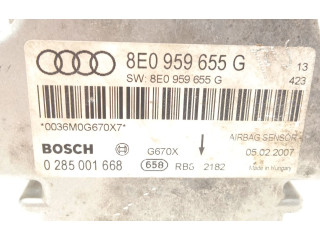 8E0 959 655 G 13
SW: 8E0 959 655 G 423
*0036M0G670X7*
AIRBAG SENSOR
BOSCH G670X 05.02.2007
0 285 001 668 658 RBG 2182 Made in Hungary